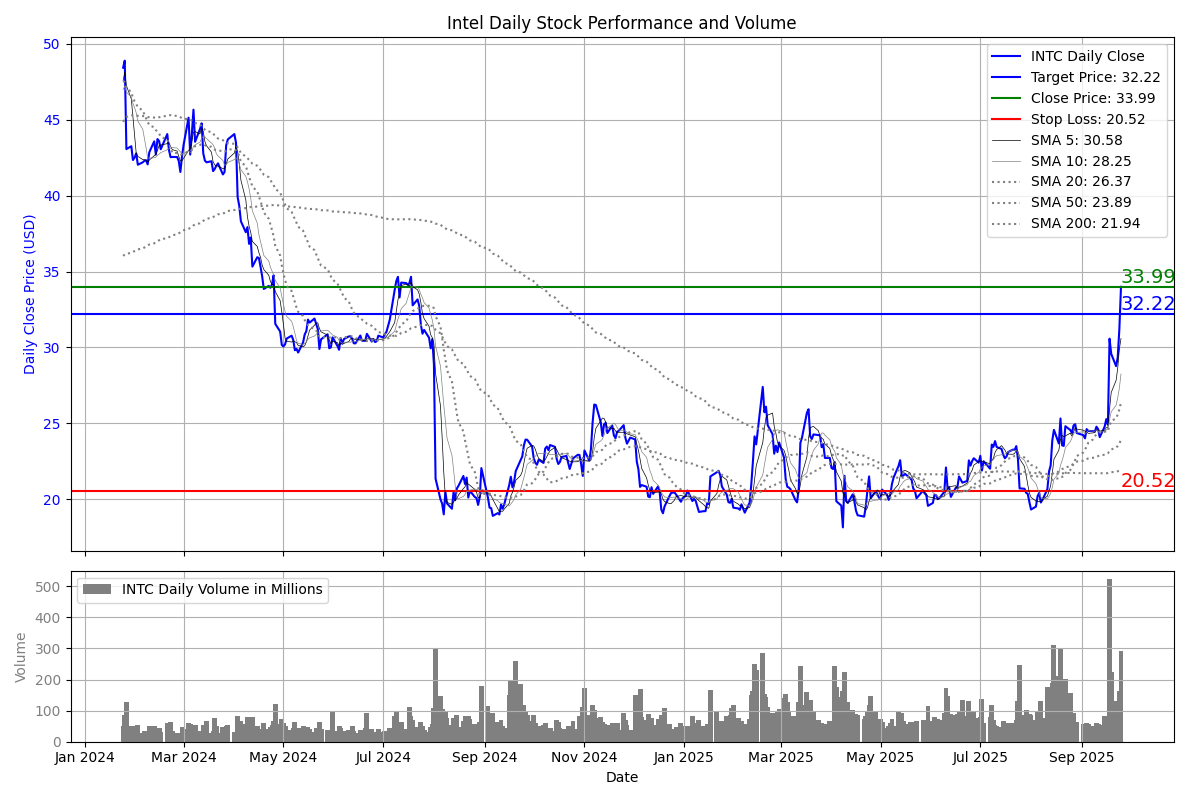 Intel Daily Stock Performance and Volume
50
45
40
35
30
25
20
Daily Close Price (USD)
INTC Daily Close
Target Price: 32.22
Close Price: 33.99
Stop Loss: 20.52
SMA 5: 30.58
SMA 10: 28.25
SMA 20: 26.37
SMA 50: 23.89
SMA 200: 21.94
33.99
32.22
20.52
500
400
300
200
100
0
Volume
INTC Daily Volume in Millions
Jan 2024 Mar 2024 May 2024 Jul 2024 Sep 2024 Nov 2024 Jan 2025 Mar 2025 May 2025 Jul 2025 Sep 2025
Date